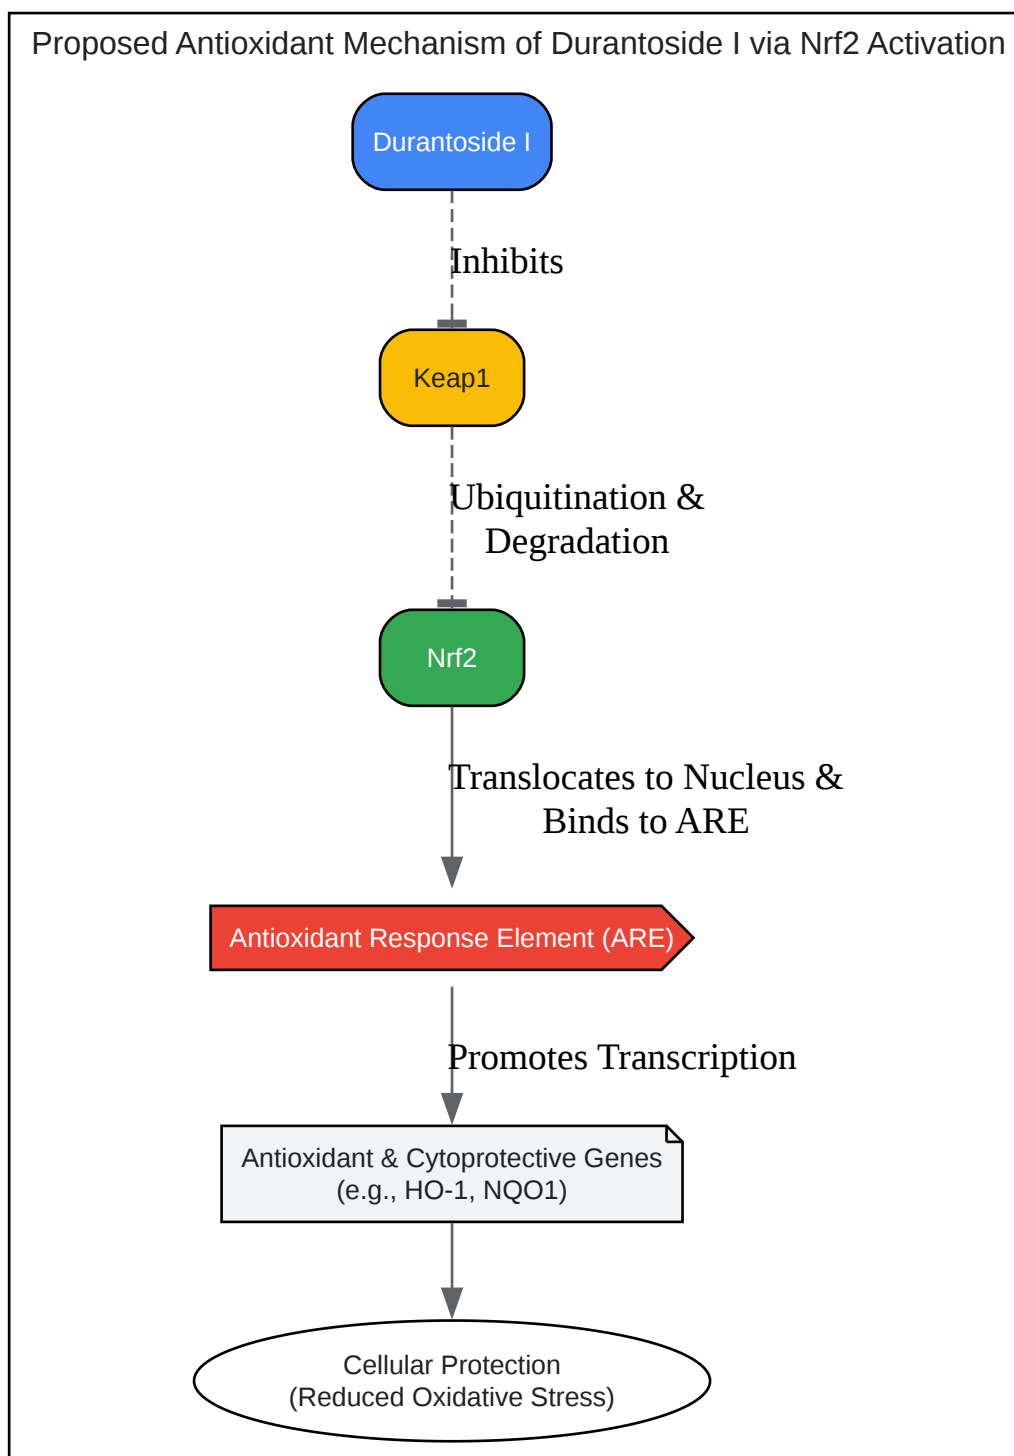 Proposed Antioxidant Mechanism of Durantoside I via Nrf2 Activation
Durantoside I
Inhibits
Keap1
Ubiquitination &
Degradation
Nrf2
Translocates to Nucleus &
Binds to ARE
Antioxidant Response Element (ARE)
Promotes Transcription
Antioxidant & Cytoprotective Genes
(e.g., HO-1, NQO1)
Cellular Protection
(Reduced Oxidative Stress)